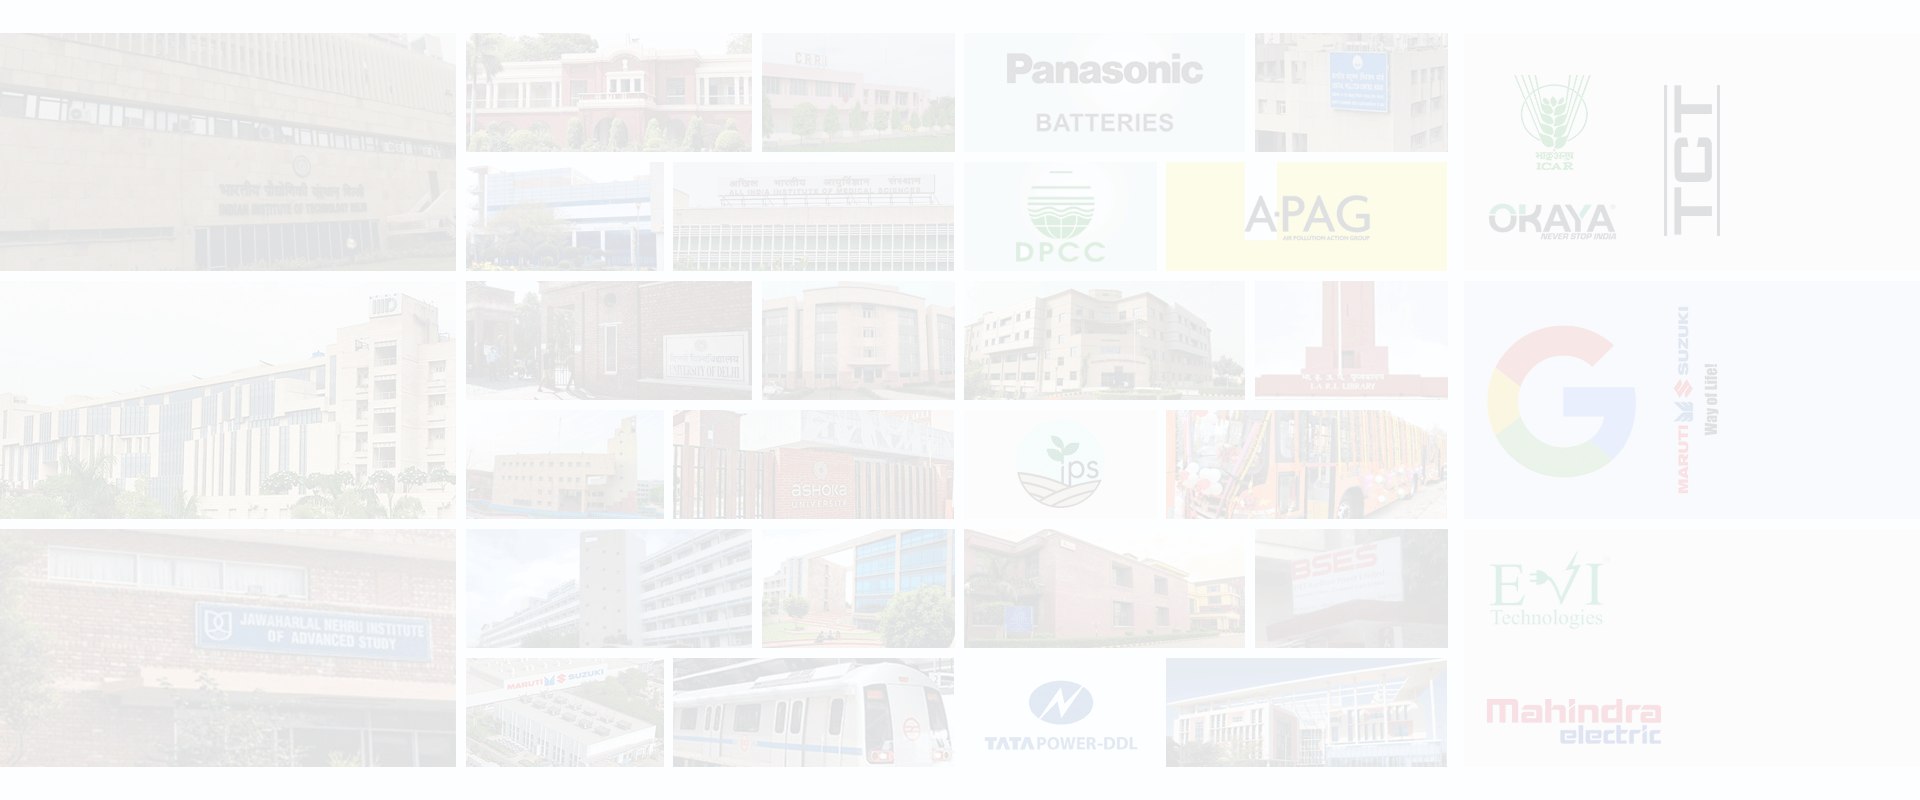 भारतीय प्रौद्योगिकी संस्थान दिल्ली
INDIAN INSTITUTE OF TECHNOLOGY DELHI
CRRI
Panasonic
BATTERIES
ICAR
TCT
OKAYA
NEVER STOP INDIA
अखिल भारतीय आयुर्विज्ञान संस्थान
ALL INDIA INSTITUTE OF MEDICAL SCIENCES
DPCC
A-PAG
AIR POLLUTION ACTION GROUP
UNIVERSITY OF DELHI
I.A.R.I. LIBRARY
G
MARUTI SUZUKI
Way of Life!
ASHOKA
UNIVERSITY
ips
JAWAHARLAL NEHRU INSTITUTE
OF ADVANCED STUDY
BSES
EVI
Technologies
MARUTI SUZUKI
TATA POWER-DDL
Mahindra
electric